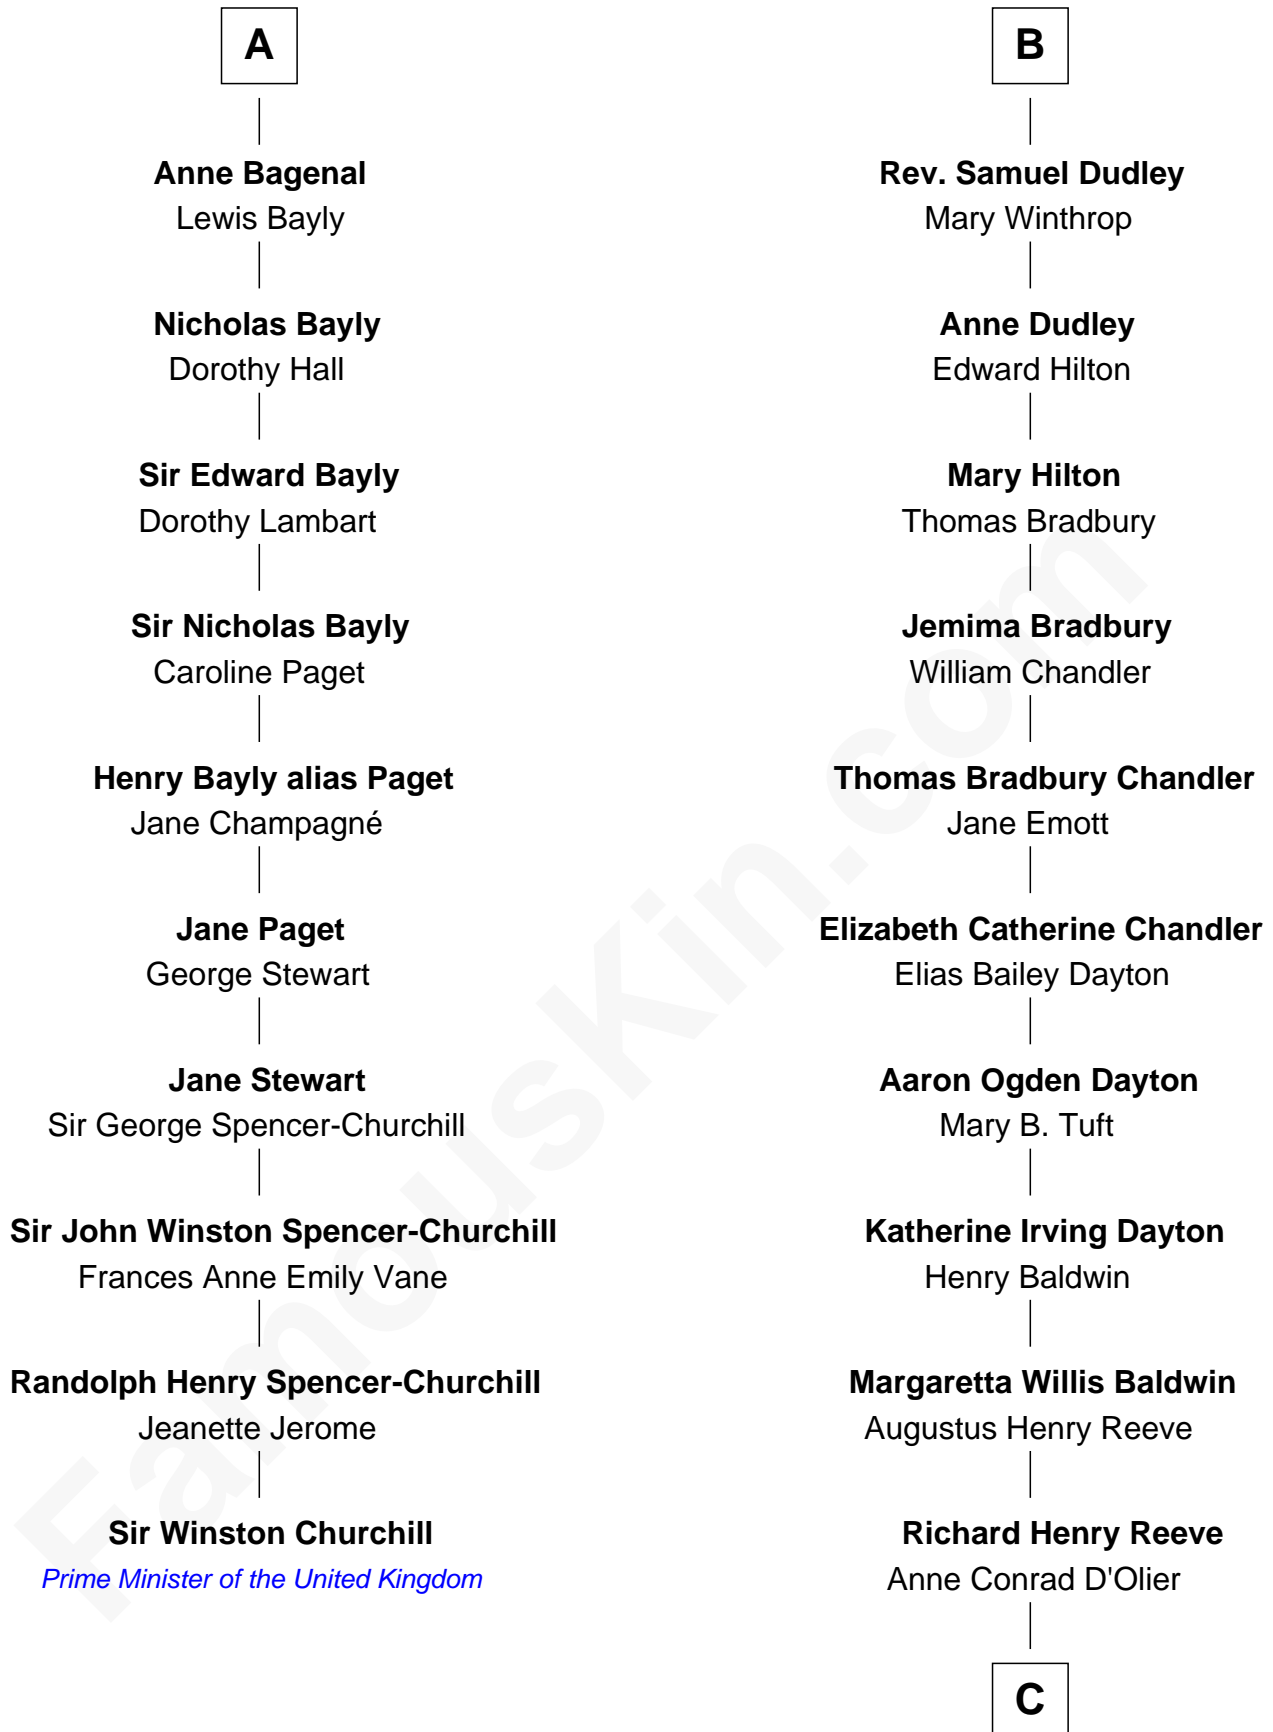 A
Anne Bagenal
Lewis Bayly
Nicholas Bayly
Dorothy Hall
Sir Edward Bayly
Dorothy Lambart
Sir Nicholas Bayly
Caroline Paget
Henry Bayly alias Paget
Jane Champagné
Jane Paget
George Stewart
Jane Stewart
Sir George Spencer-Churchill
Sir John Winston Spencer-Churchill
Frances Anne Emily Vane
Randolph Henry Spencer-Churchill
Jeanette Jerome
Sir Winston Churchill
Prime Minister of the United Kingdom
B
Rev. Samuel Dudley
Mary Winthrop
Anne Dudley
Edward Hilton
Mary Hilton
Thomas Bradbury
Jemima Bradbury
William Chandler
Thomas Bradbury Chandler
Jane Emott
Elizabeth Catherine Chandler
Elias Bailey Dayton
Aaron Ogden Dayton
Mary B. Tuft
Katherine Irving Dayton
Henry Baldwin
Margaretta Willis Baldwin
Augustus Henry Reeve
Richard Henry Reeve
Anne Conrad D'Olier
C
FamousKin.com